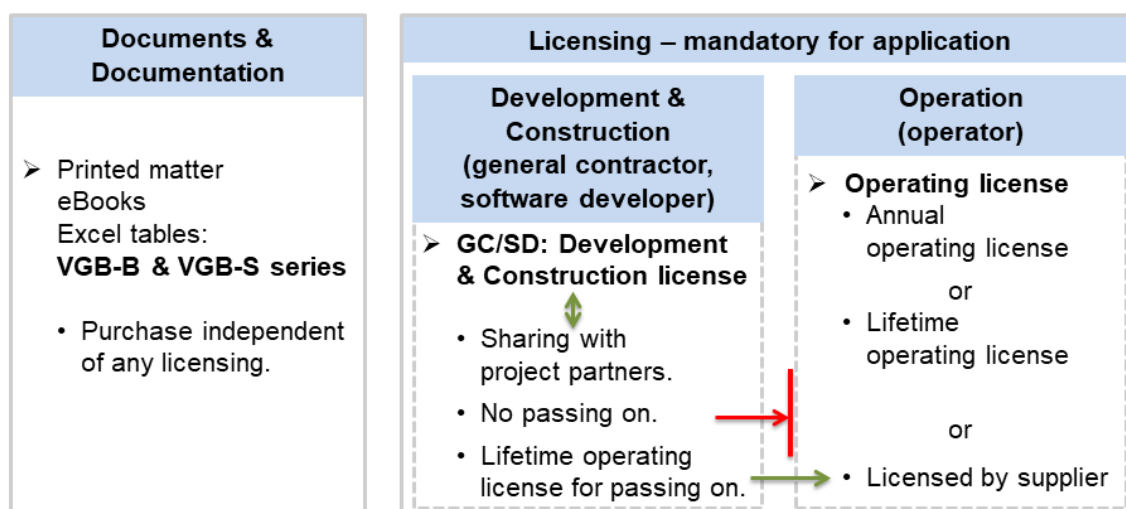 Documents &
Documentation
➢ Printed matter
eBooks
Excel tables:
VGB-B & VGB-S series
• Purchase independent
of any licensing.
Licensing – mandatory for application
Development &
Construction
(general contractor,
software developer)
➢ GC/SD: Development
& Construction license
• Sharing with
project partners.
• No passing on.
• Lifetime operating
license for passing on.
Operation
(operator)
➢ Operating license
• Annual
operating license
or
• Lifetime
operating license
or
• Licensed by supplier